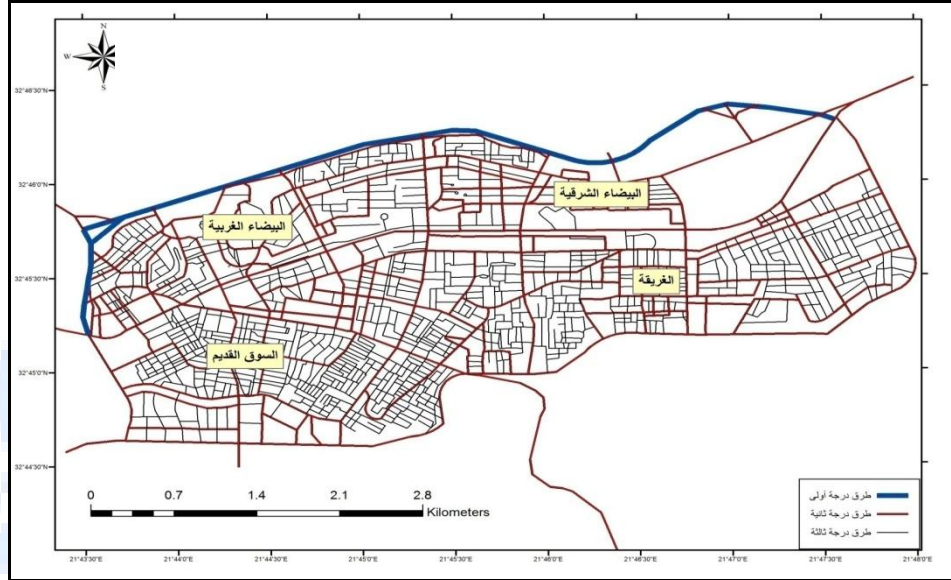 N
W
S
32°46'30"N
32°46'0"N
32°45'30"N
32°45'0"N
32°44'30"N
البيضاء الشرقية
البيضاء الغربية
الغريقة
السوق القديم
0 0.7 1.4 2.1 2.8
Kilometers
طرق درجة اولى
طرق درجة ثانية
طرق درجة ثالثة
21°43'30"E 21°44'0"E 21°44'30"E 21°45'0"E 21°45'30"E 21°46'0"E 21°46'30"E 21°47'0"E 21°47'30"E 21°48'0"E